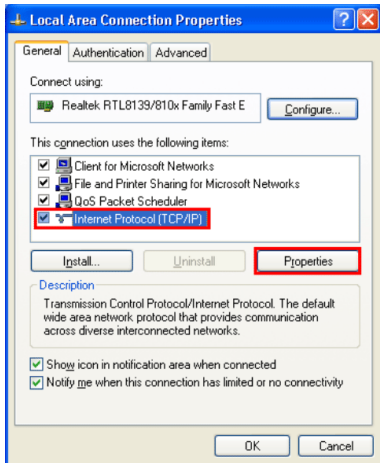 Local Area Connection Properties
General Authentication Advanced
Connect using:
Realtek RTL8139/810x Family Fast E
Configure...
This connection uses the following items:
Client for Microsoft Networks
File and Printer Sharing for Microsoft Networks
QoS Packet Scheduler
Internet Protocol (TCP/IP)
Install... Uninstall Properties
Description
Transmission Control Protocol/Internet Protocol. The default
wide area network protocol that provides communication
across diverse interconnected networks.
Show icon in notification area when connected
Notify me when this connection has limited or no connectivity
OK Cancel